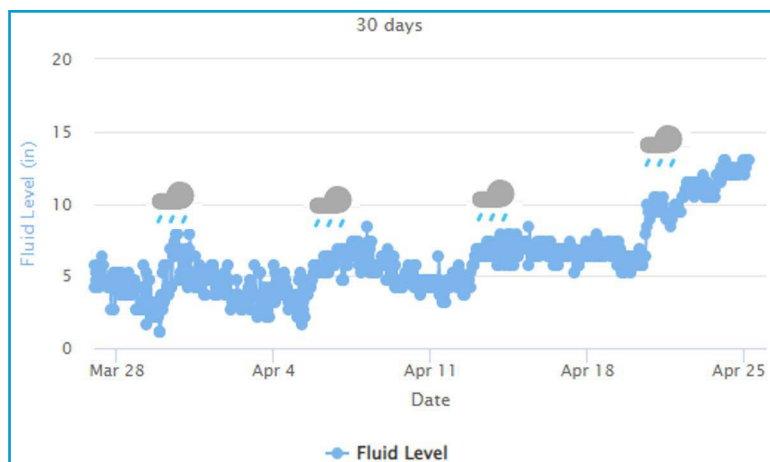 30 days
20
15
10
5
0
Fluid Level (in)
Mar 28
Apr 4
Apr 11
Apr 18
Apr 25
Date
Fluid Level